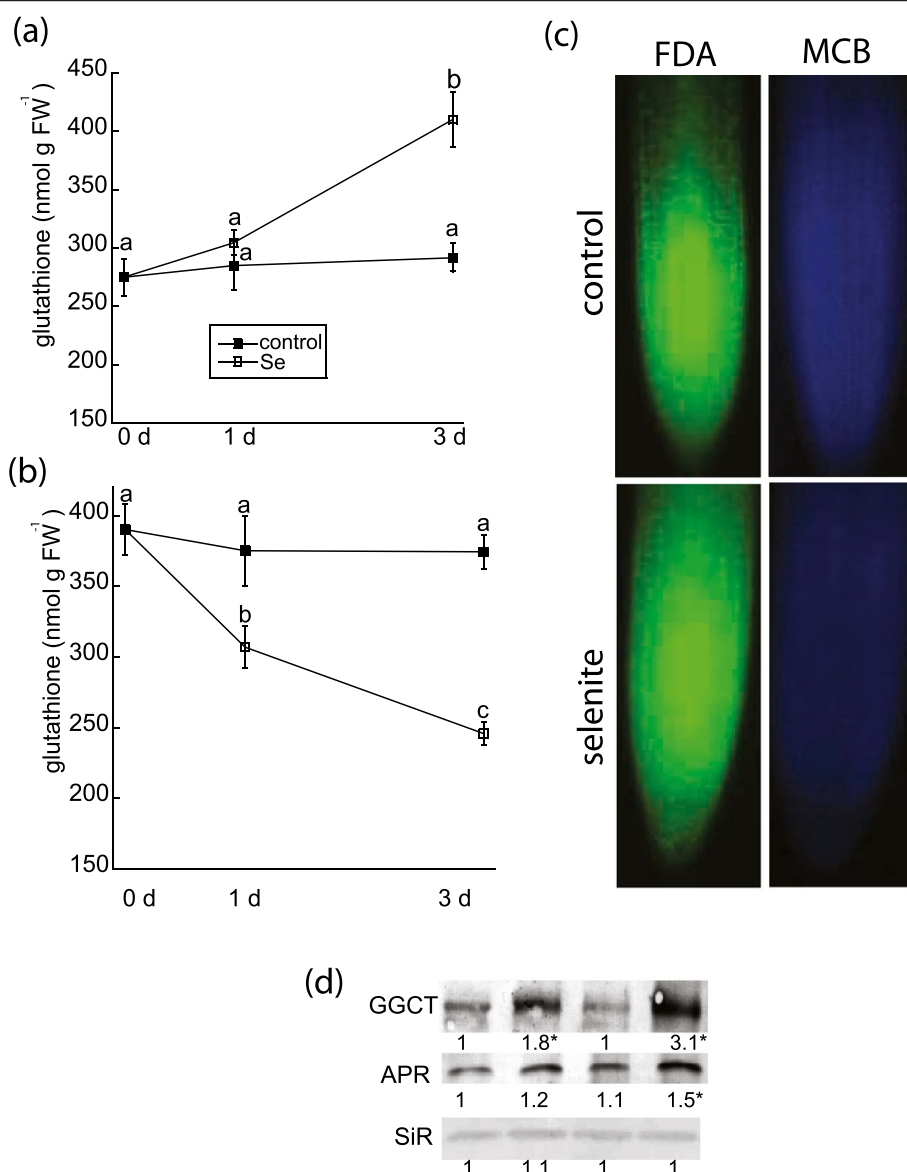 (a)
450
400
350
300
250
200
150
glutathione (nmol g FW⁻¹)
a
a
b
a
a
control
Se
0 d 1 d 3 d
(b)
400
350
300
250
200
150
glutathione (nmol g FW⁻¹)
a
a
a
b
c
0 d 1 d 3 d
(c)
FDA MCB
control
selenite
(d)
GGCT
1 1.8* 1 3.1*
APR
1 1.2 1.1 1.5*
SiR
1 1 1 1 1